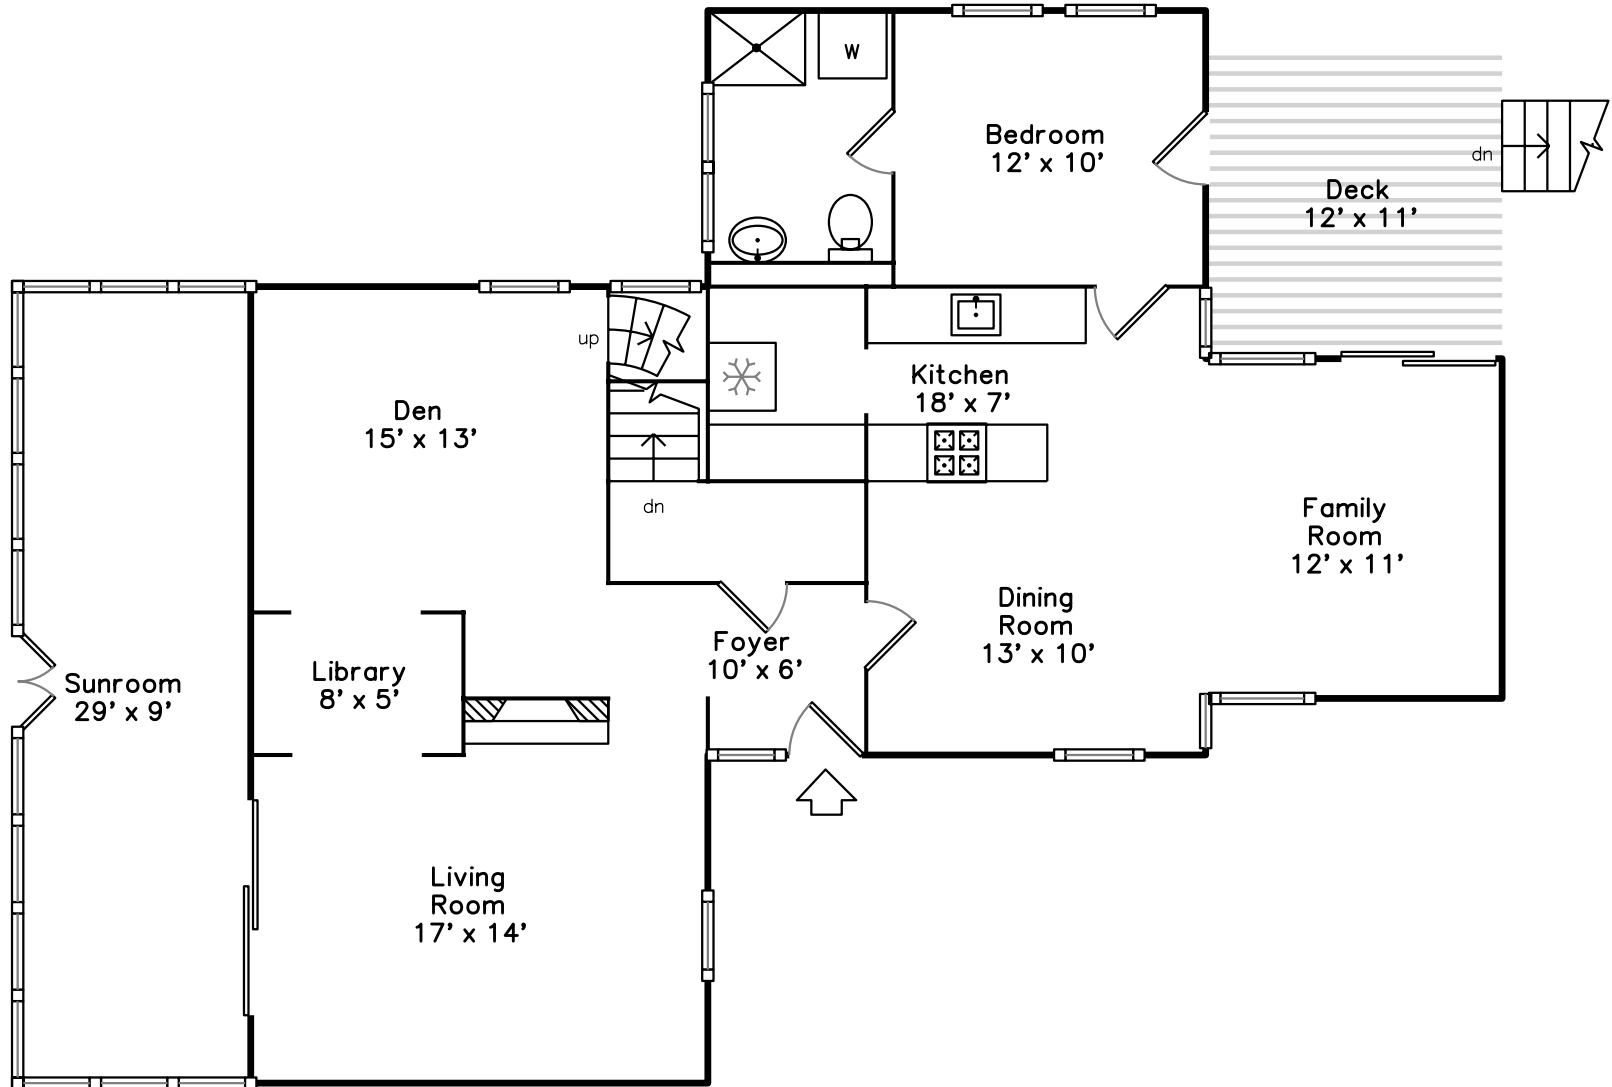 W
Bedroom
12' x 10'
dn
Deck
12' x 11'
up
Kitchen
18' x 7'
Den
15' x 13'
dn
Family
Room
12' x 11'
Dining
Room
13' x 10'
Foyer
10' x 6'
Library
8' x 5'
Sunroom
29' x 9'
Living
Room
17' x 14'